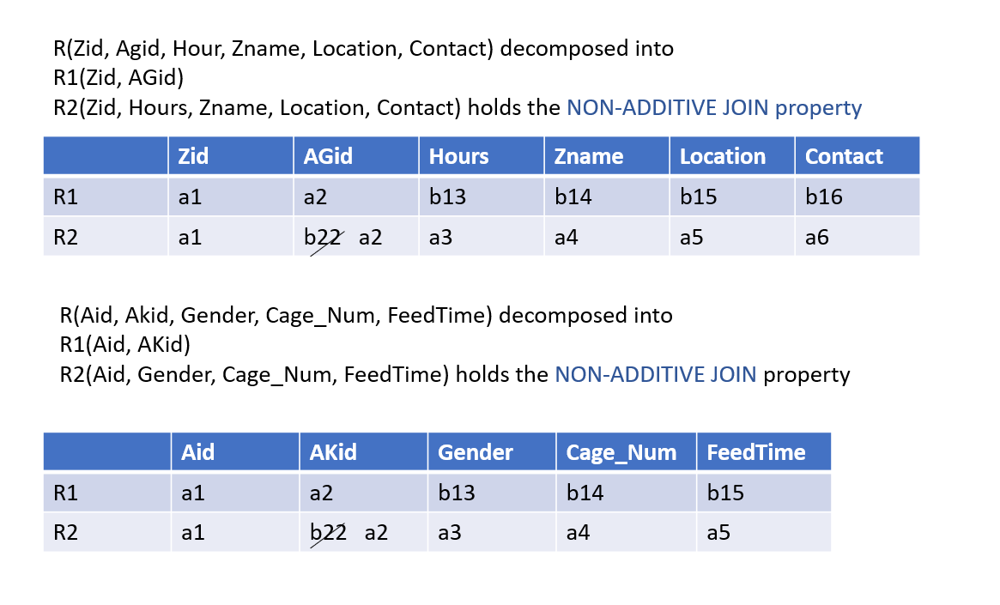 R(Zid, Agid, Hour, Zname, Location, Contact) decomposed into
R1(Zid, AGid)
R2(Zid, Hours, Zname, Location, Contact) holds the NON-ADDITIVE JOIN property
Zid AGid Hours Zname Location Contact
R1 a1 a2 b13 b14 b15 b16
R2 a1 b22 a2 a3 a4 a5 a6
R(Aid, Akid, Gender, Cage_Num, FeedTime) decomposed into
R1(Aid, AKid)
R2(Aid, Gender, Cage_Num, FeedTime) holds the NON-ADDITIVE JOIN property
Aid AKid Gender Cage_Num FeedTime
R1 a1 a2 b13 b14 b15
R2 a1 b22 a2 a3 a4 a5